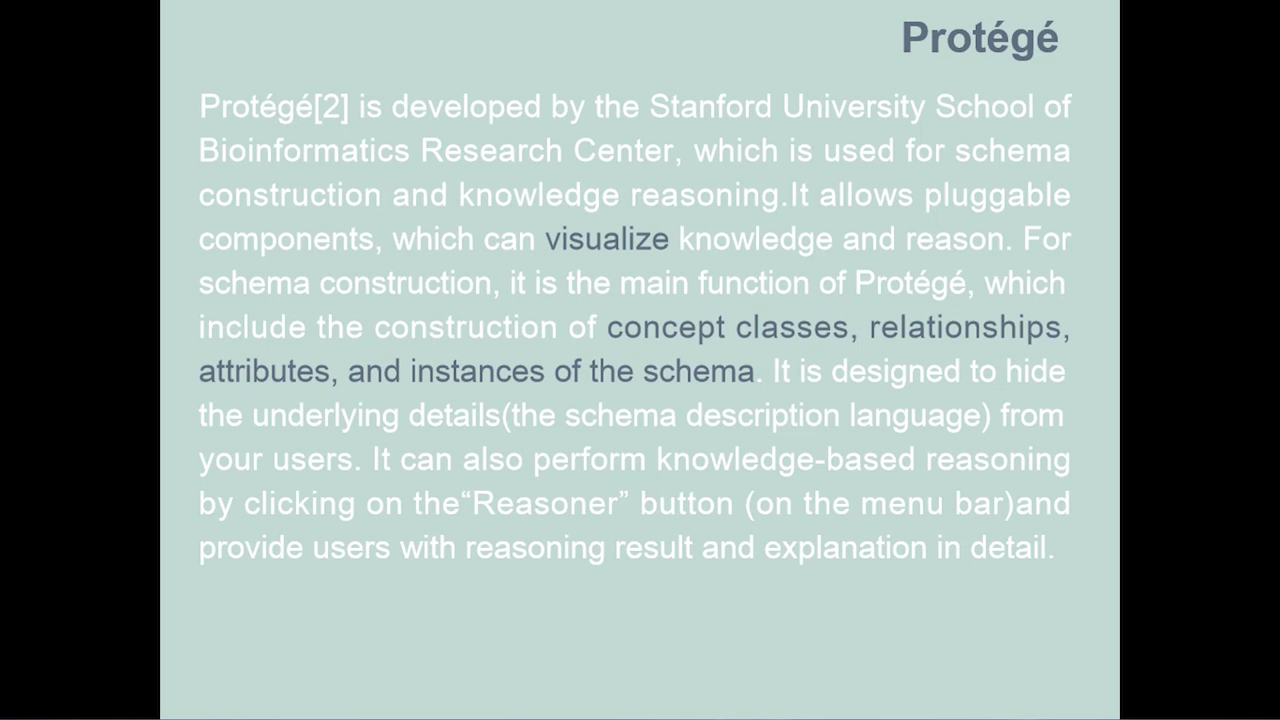 Protégé
Protégé[2] is developed by the Stanford University School of
Bioinformatics Research Center, which is used for schema
construction and knowledge reasoning.It allows pluggable
components, which can visualize knowledge and reason. For
schema construction, it is the main function of Protégé, which
include the construction of concept classes, relationships,
attributes, and instances of the schema. It is designed to hide
the underlying details(the schema description language) from
your users. It can also perform knowledge-based reasoning
by clicking on the“Reasoner” button (on the menu bar)and
provide users with reasoning result and explanation in detail.